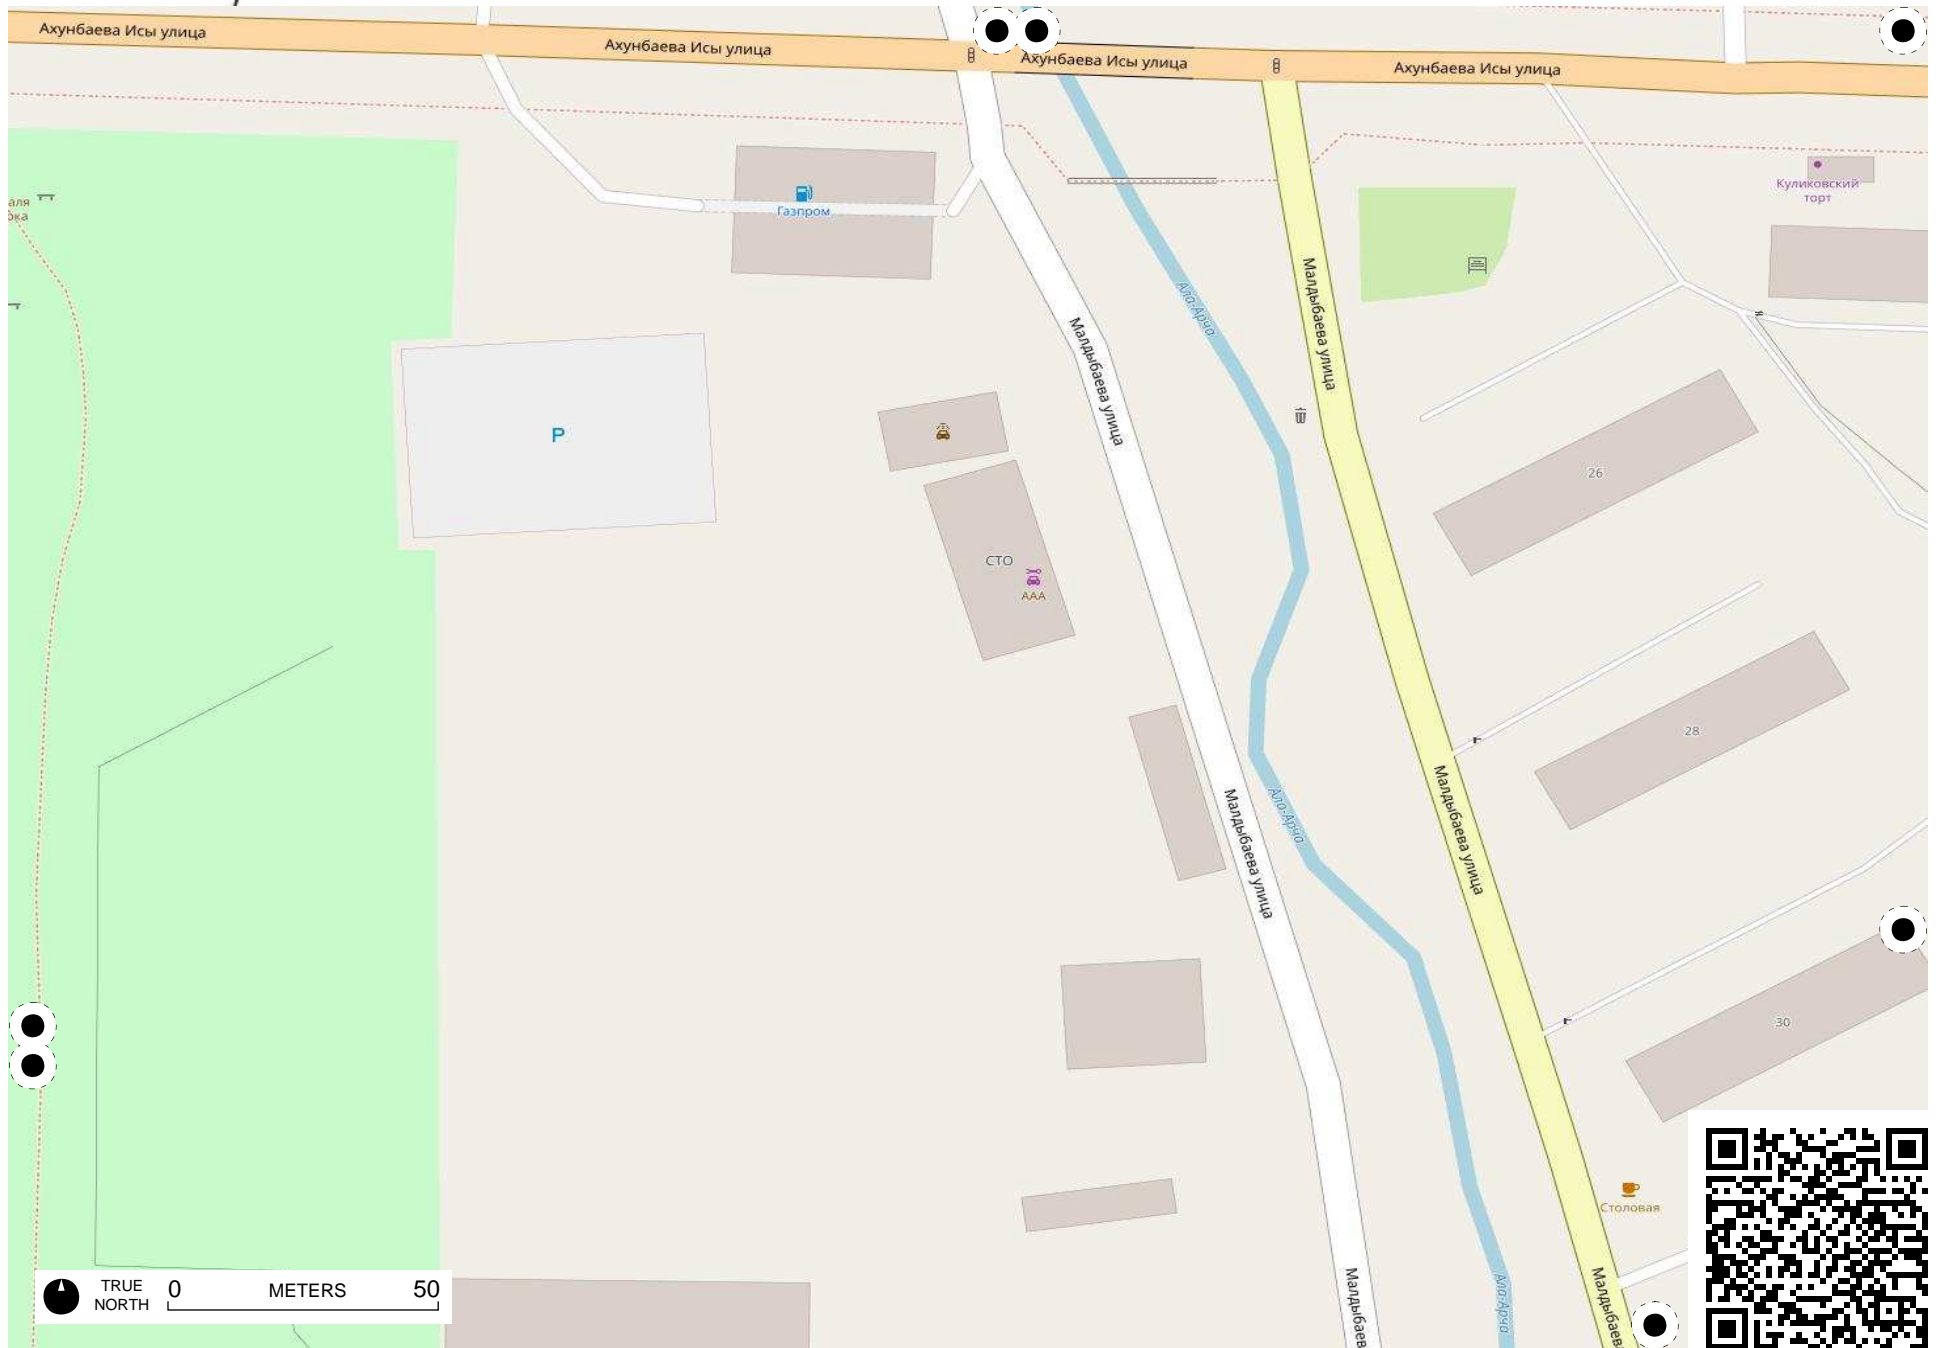 Ахунбаева Исы улица
Ахунбаева Исы улица
Ахунбаева Исы улица
Ахунбаева Исы улица
Куликовский
торт
Газпром
Ала-Арча
Малдыбаева улица
Малдыбаева улица
P
26
СТО
ААА
28
Малдыбаева улица
Ала-Арча
Малдыбаева улица
30
Столовая
Ала-Арча
Малдыбаев
Малдыбаев
TRUE
NORTH
0 METERS 50